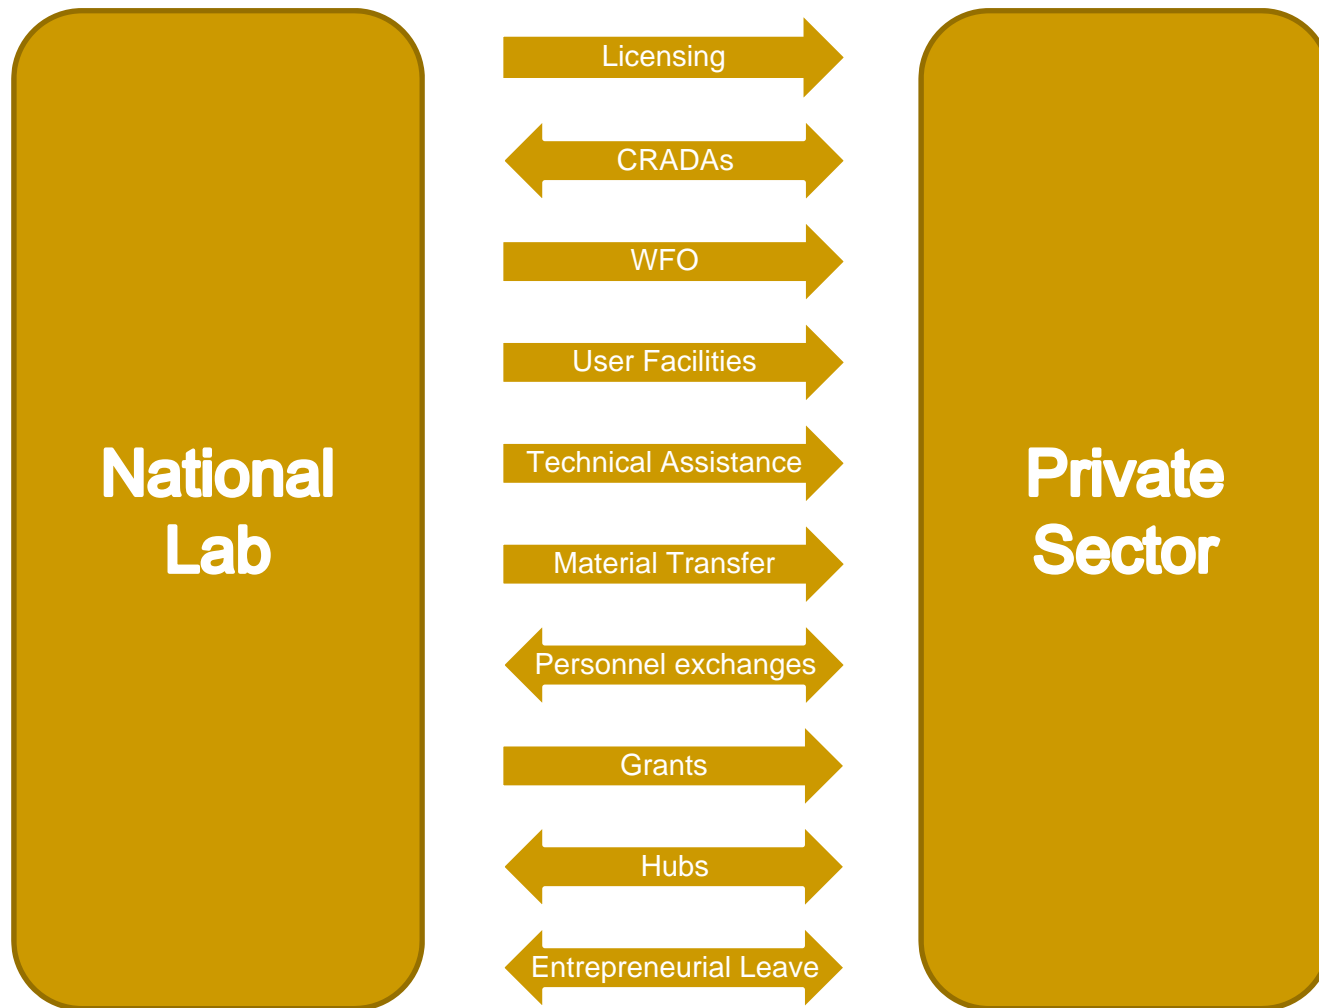 Licensing
CRADAs
WFO
User Facilities
Technical Assistance
Material Transfer
Personnel exchanges
Grants
Hubs
Entrepreneurial Leave
National
Lab
Private
Sector